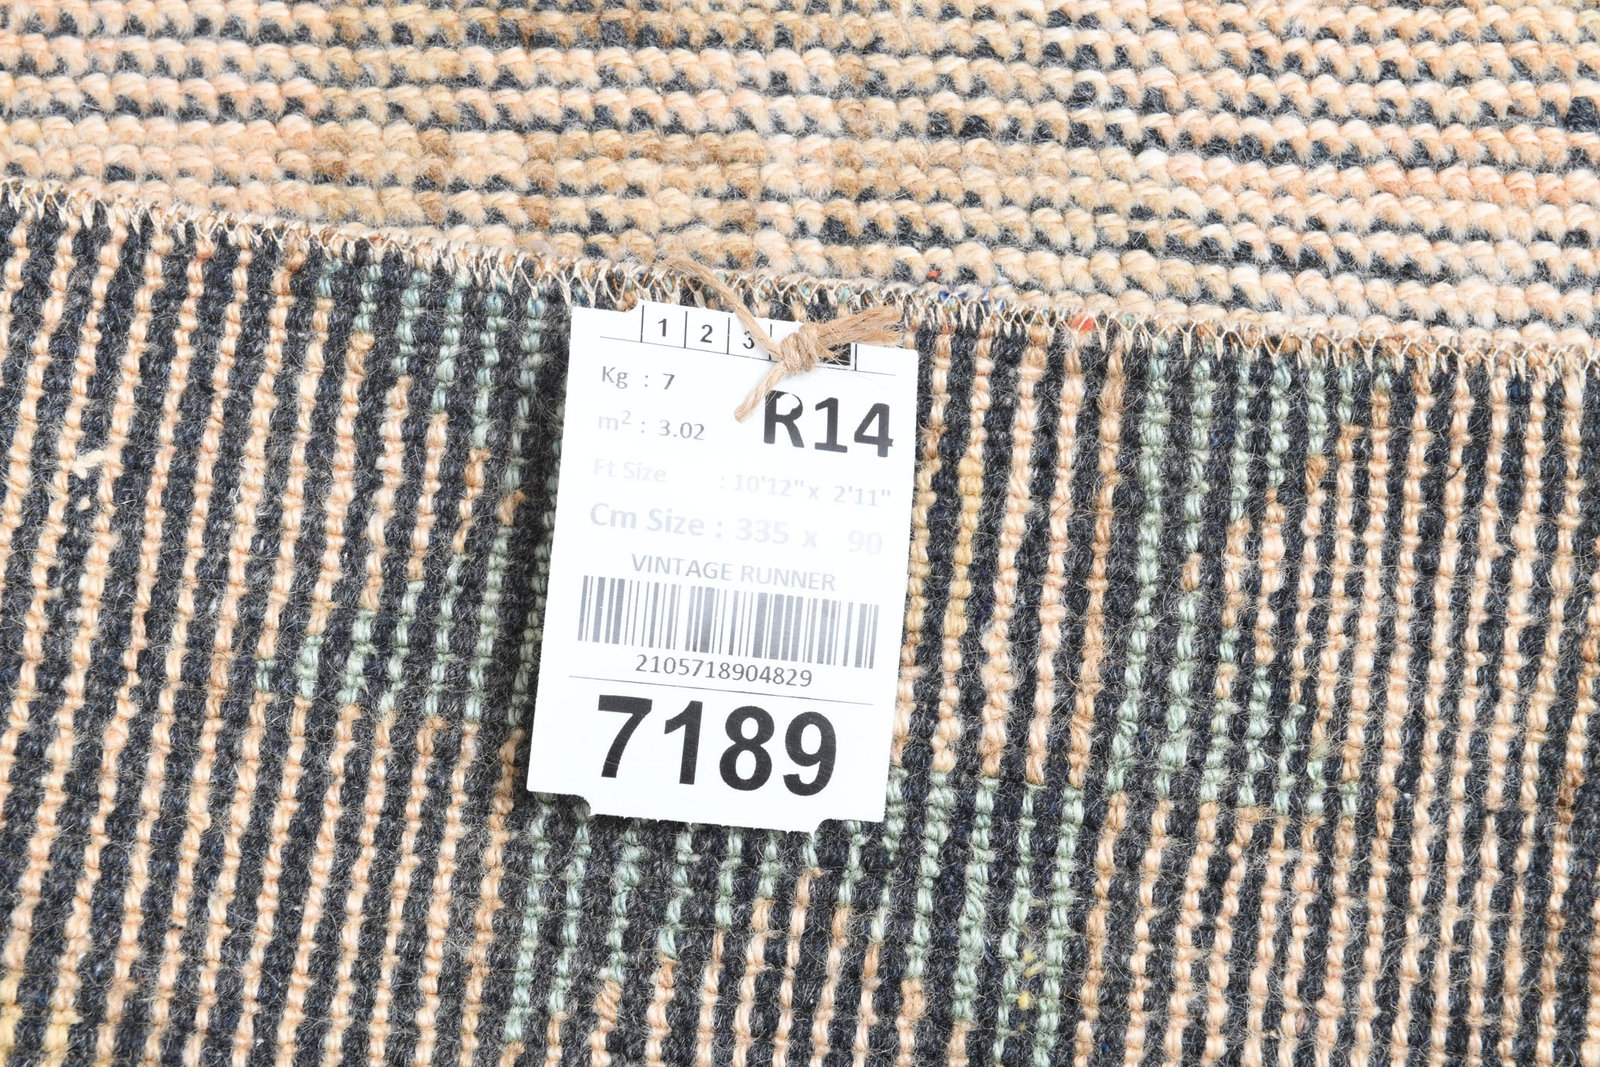 1 2 3
Kg : 7
R14
m² : 3.02
Ft Size : 10'12" x 2'11"
Cm Size : 335 x 90
VINTAGE RUNNER
2105718904829
7189